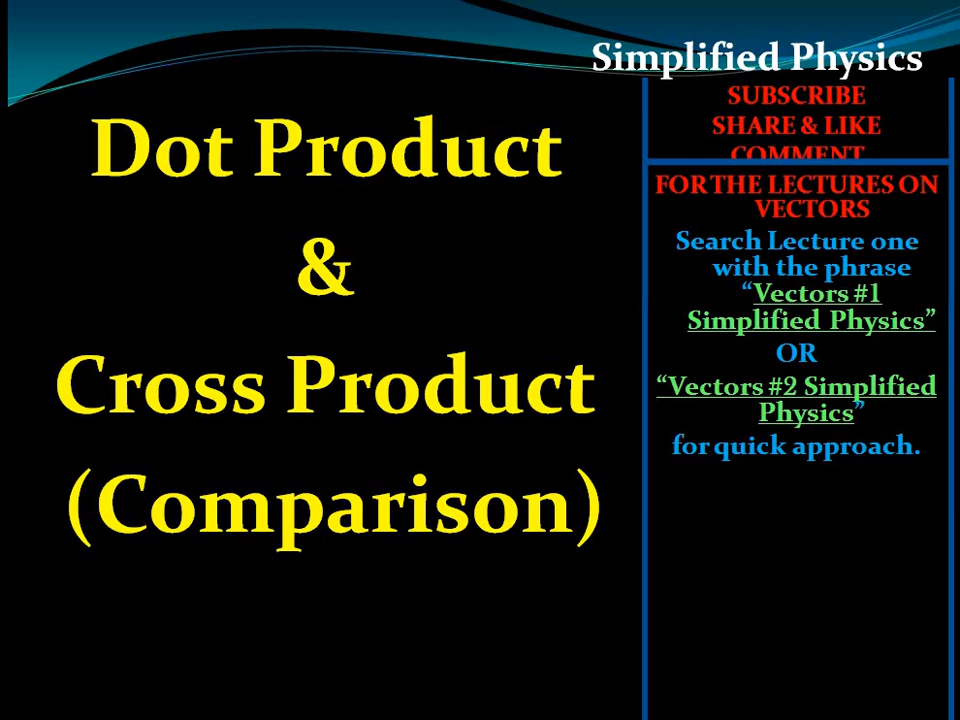 Simplified Physics
Dot Product
&
Cross Product
(Comparison)
SUBSCRIBE
SHARE & LIKE
COMMENT
FOR THE LECTURES ON
VECTORS
Search Lecture one
with the phrase
“Vectors #1
Simplified Physics”
OR
“Vectors #2 Simplified
Physics”
for quick approach.